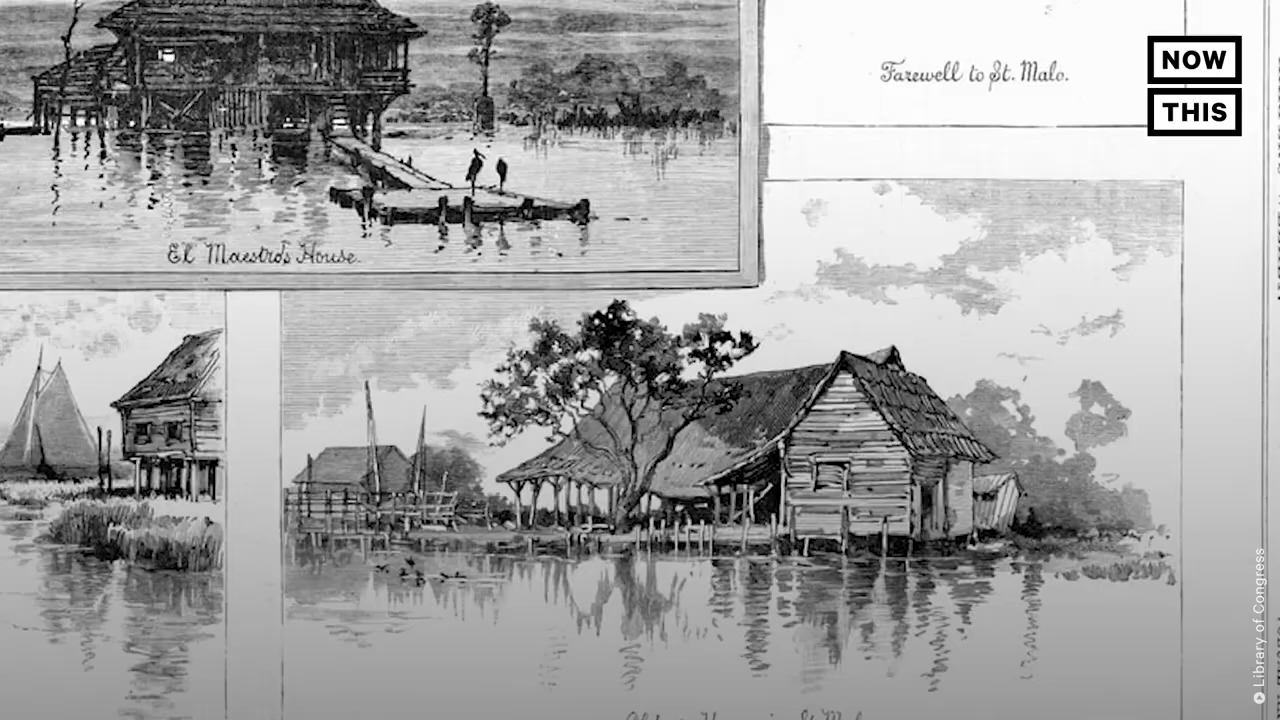 Farewell to St. Malo.
NOW
THIS
El Maestro's House.
Library of Congress